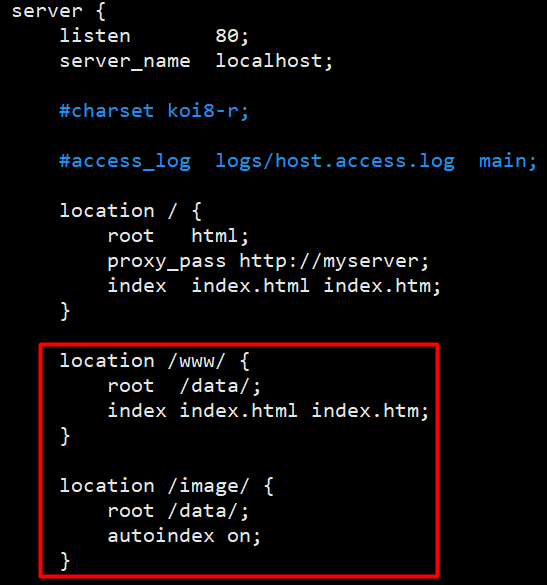 server {
    listen       80;
    server_name  localhost;

    #charset koi8-r;

    #access_log  logs/host.access.log  main;

    location / {
        root   html;
        proxy_pass http://myserver;
        index  index.html index.htm;
    }

    location /www/ {
        root  /data/;
        index index.html index.htm;
    }

    location /image/ {
        root /data/;
        autoindex on;
    }